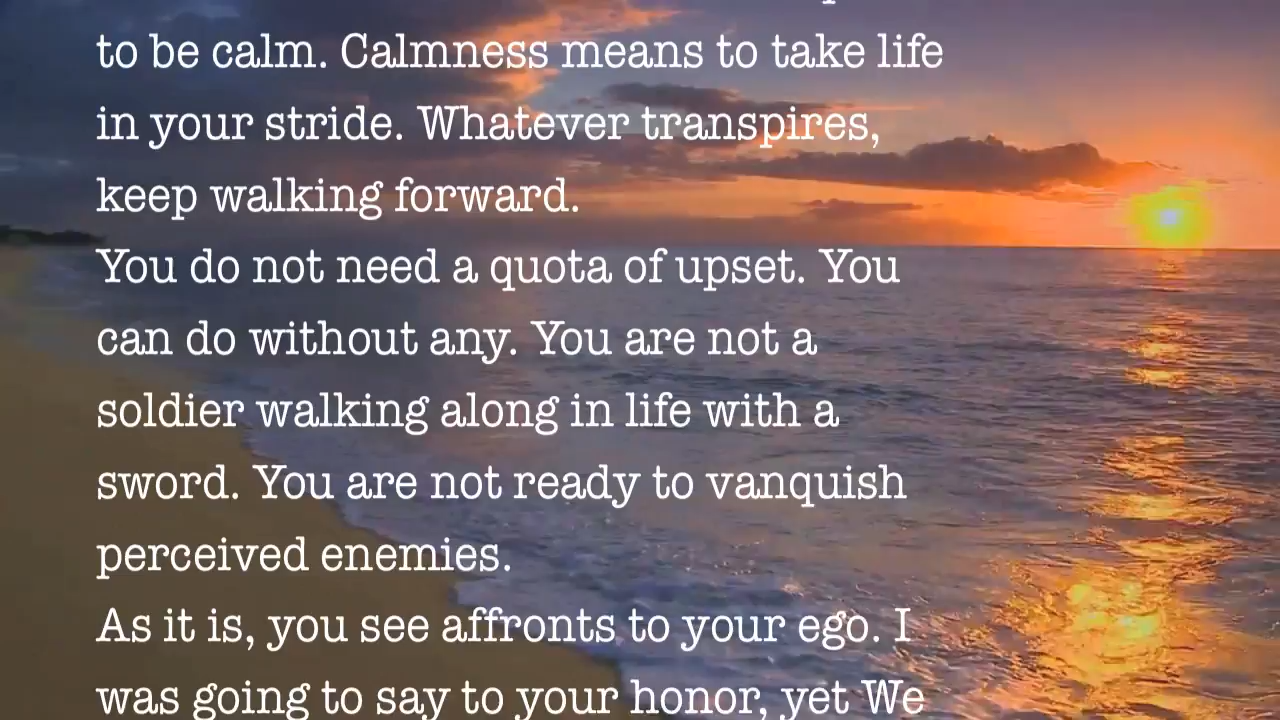 to be calm. Calmness means to take life
in your stride. Whatever transpires,
keep walking forward.
You do not need a quota of upset. You
can do without any. You are not a
soldier walking along in life with a
sword. You are not ready to vanquish
perceived enemies.
As it is, you see affronts to your ego. I
was going to say to your honor, yet We